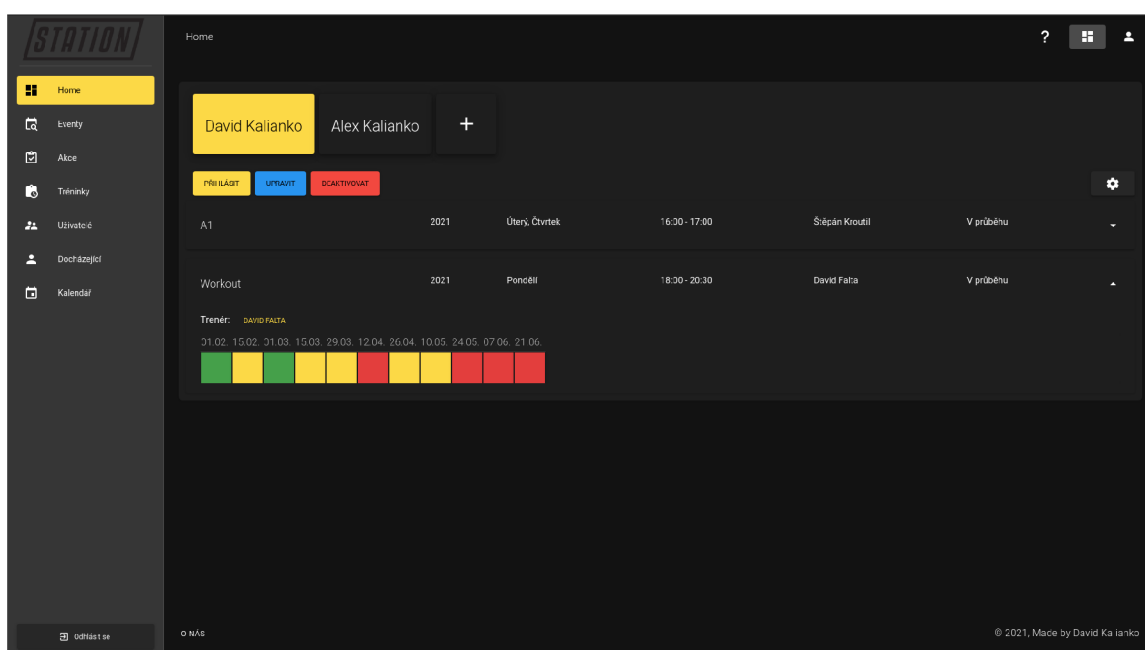 STATION
Home
?
Home
Eventy
Akce
Tréninky
Uživatelé
Docházející
Kalendář
Odhlásit se
David Kalianko
Alex Kalianko
+
PŘIHLÁSIT UPRAVIT DEAKTIVOVAT
A1 2021 Úterý, Čtvrtek 16:00 - 17:00 Štěpán Kroutil V průběhu
Workout 2021 Pondělí 18:00 - 20:30 David Falta V průběhu
Trenér: DAVID FALTA
01.02. 15.02. 01.03. 15.03. 29.03. 12.04. 26.04. 10.05. 24.05. 07.06. 21.06.
O NÁS
© 2021, Made by David Kalianko